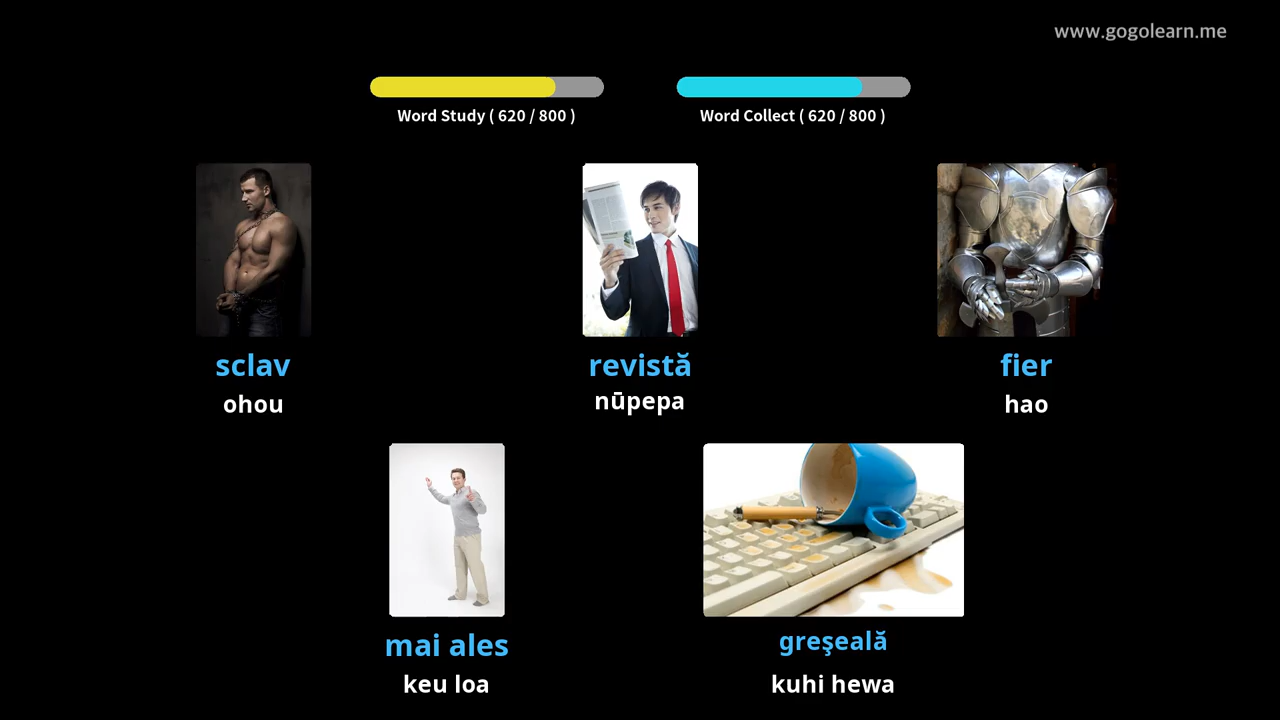 www.gogolearn.me
Word Study ( 620 / 800 )
Word Collect ( 620 / 800 )
sclav
ohou
revistă
nūpepa
fier
hao
mai ales
keu loa
greşeală
kuhi hewa